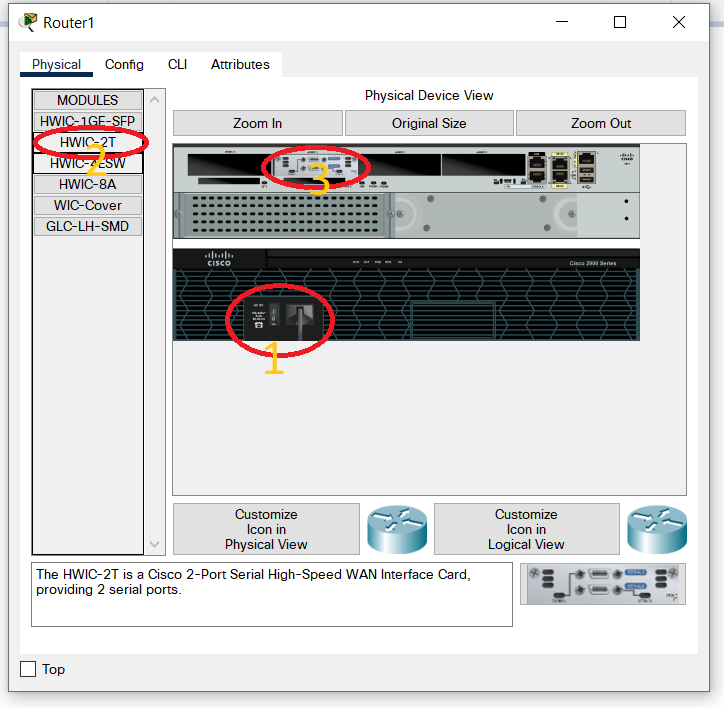 Router1
Physical Config CLI Attributes
MODULES
HWIC-1GE-SFP
HWIC-2T
HWIC-4ESW
HWIC-8A
WIC-Cover
GLC-LH-SMD
2
Physical Device View
Zoom In Original Size Zoom Out
3
CISCO
Cisco 2900 Series
1
Customize
Icon in
Physical View
Customize
Icon in
Logical View
The HWIC-2T is a Cisco 2-Port Serial High-Speed WAN Interface Card,
providing 2 serial ports.
Top